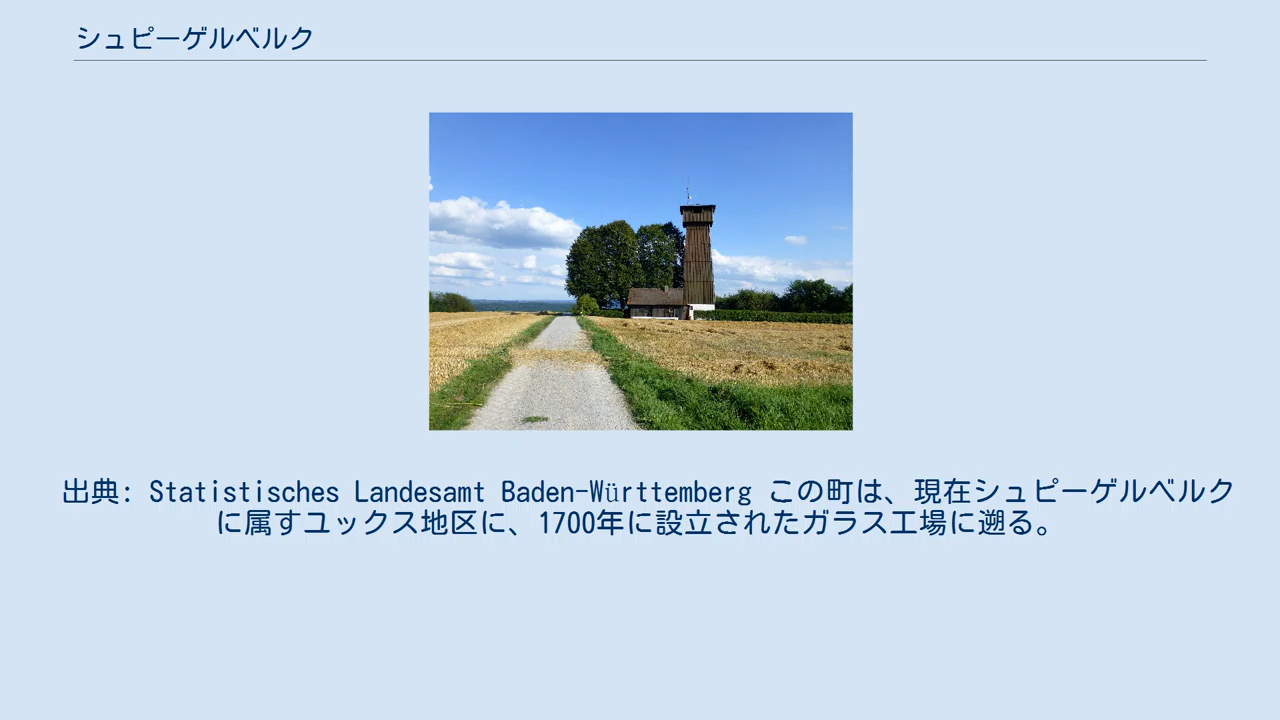 シュピーゲルベルク
出典: Statistisches Landesamt Baden-Württemberg この町は、現在シュピーゲルベルク
に属すユックス地区に、1700年に設立されたガラス工場に遡る。